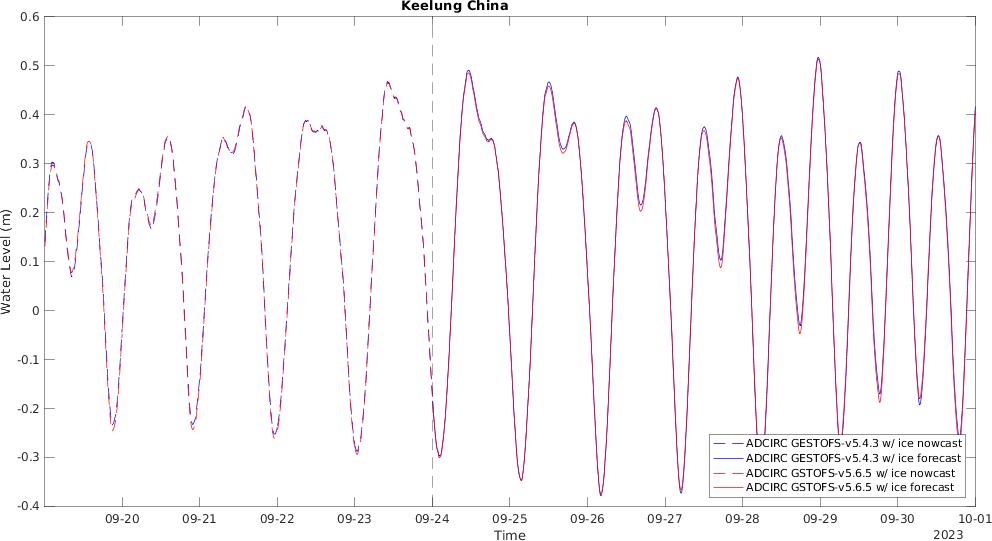 Keelung China
0.6
0.5
0.4
0.3
0.2
0.1
0
-0.1
-0.2
-0.3
-0.4
Water Level (m)
ADCIRC GESTOFS-v5.4.3 w/ ice nowcast
ADCIRC GESTOFS-v5.4.3 w/ ice forecast
ADCIRC GSTOFS-v5.6.5 w/ ice nowcast
ADCIRC GSTOFS-v5.6.5 w/ ice forecast
09-20 09-21 09-22 09-23 09-24 09-25 09-26 09-27 09-28 09-29 09-30 10-01
Time
2023